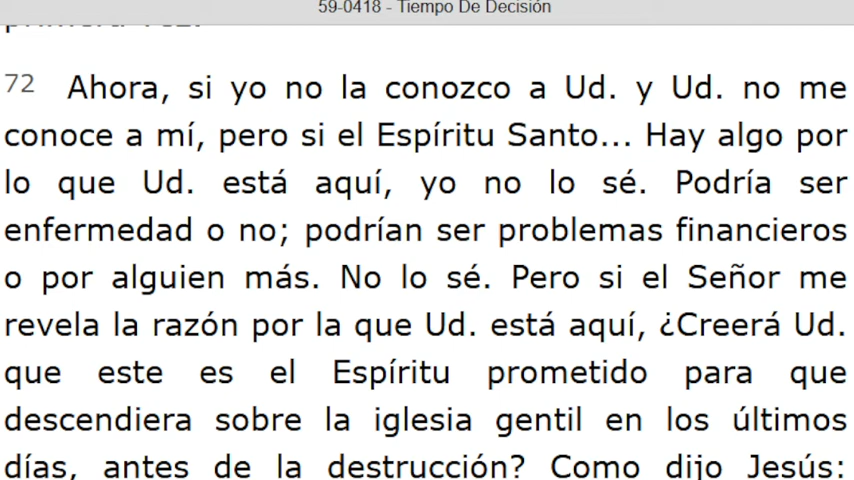 59-0418 - Tiempo De Decisión
primera vez.
72 Ahora, si yo no la conozco a Ud. y Ud. no me
conoce a mí, pero si el Espíritu Santo... Hay algo por
lo que Ud. está aquí, yo no lo sé. Podría ser
enfermedad o no; podrían ser problemas financieros
o por alguien más. No lo sé. Pero si el Señor me
revela la razón por la que Ud. está aquí, ¿Creerá Ud.
que este es el Espíritu prometido para que
descendiera sobre la iglesia gentil en los últimos
días, antes de la destrucción? Como dijo Jesús: